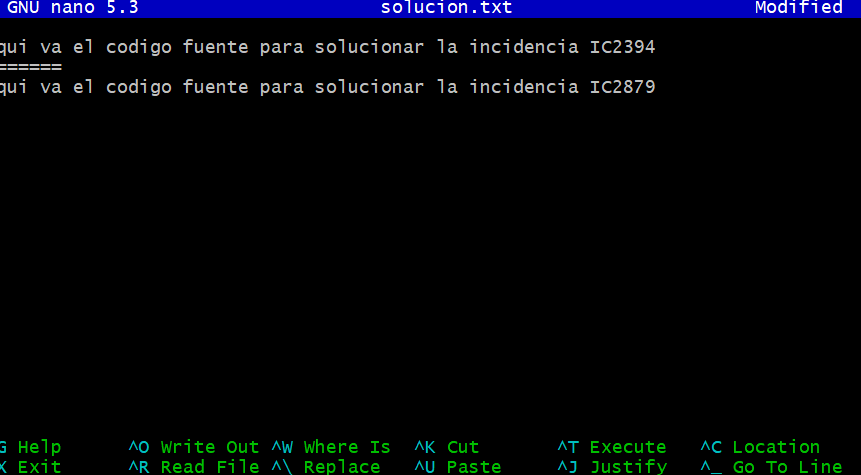 GNU nano 5.3 solucion.txt Modified
qui va el codigo fuente para solucionar la incidencia IC2394
======
qui va el codigo fuente para solucionar la incidencia IC2879
G Help ^O Write Out ^W Where Is ^K Cut ^T Execute ^C Location
X Exit ^R Read File ^\ Replace ^U Paste ^J Justify ^_ Go To Line